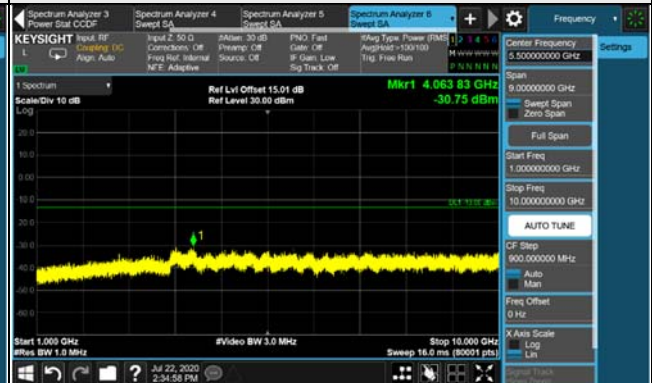 Spectrum Analyzer 3
Power Stat CCDF
Spectrum Analyzer 4
Swept SA
Spectrum Analyzer 5
Swept SA
Spectrum Analyzer 6
Swept SA
+
Frequency
KEYSIGHT
L
Input: RF
Coupling: DC
Align: Auto
Input Z: 50 Ω
Corrections: Off
Freq Ref: Internal
NFE: Adaptive
#Atten: 30 dB
Preamp: Off
Source: Off
PNO: Fast
Gate: Off
IF Gain: Low
Sig Track: Off
#Avg Type: Power (RMS
Avg|Hold:>100/100
Trig: Free Run
1 2 3 4 5 6
M W W W W W
P N N N N N
Center Frequency
5.500000000 GHz
Settings
Span
9.00000000 GHz
Swept Span
Zero Span
Full Span
Start Freq
1.000000000 GHz
Stop Freq
10.000000000 GHz
AUTO TUNE
CF Step
900.000000 MHz
Auto
Man
Freq Offset
0 Hz
X Axis Scale
Log
Lin
Signal Track
1 Spectrum
Scale/Div 10 dB
Log
Ref Lvl Offset 15.01 dB
Ref Level 30.00 dBm
Mkr1 4.063 83 GHz
-30.75 dBm
20.0
10.0
0.00
-10.0
-20.0
-30.0
-40.0
-50.0
-60.0
1
Start 1.000 GHz
#Res BW 1.0 MHz
#Video BW 3.0 MHz
Stop 10.000 GHz
Sweep 16.0 ms (80001 pts)
?
Jul 22, 2020
2:34:58 PM